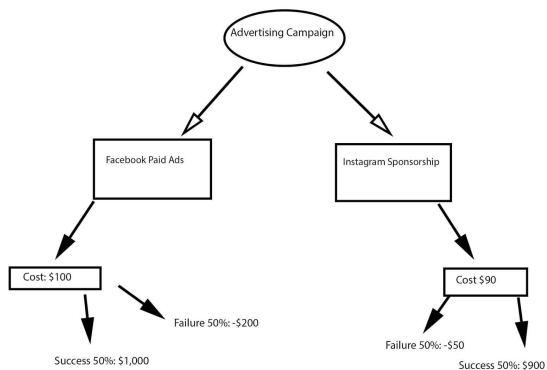 Advertising Campaign
Facebook Paid Ads
Instagram Sponsorship
Cost: $100
Cost $90
Failure 50%: -$200
Success 50%: $1,000
Failure 50%: -$50
Success 50%: $900